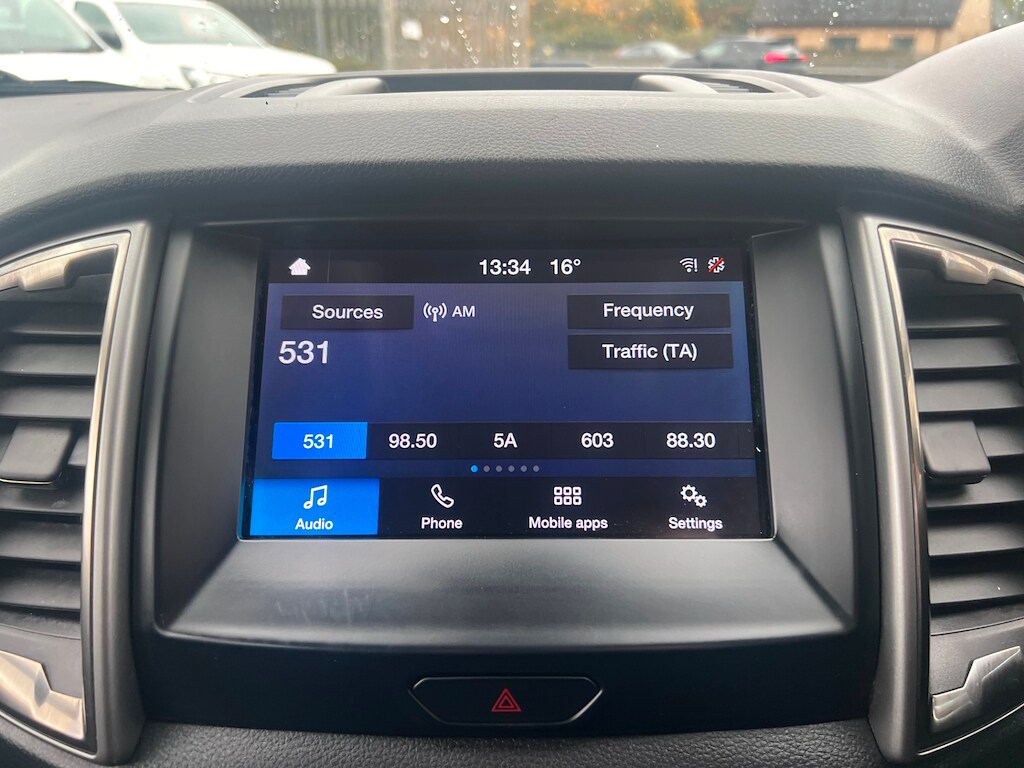 13:34 16°
Sources AM Frequency
531 Traffic (TA)
531 98.50 5A 603 88.30
Audio Phone Mobile apps Settings